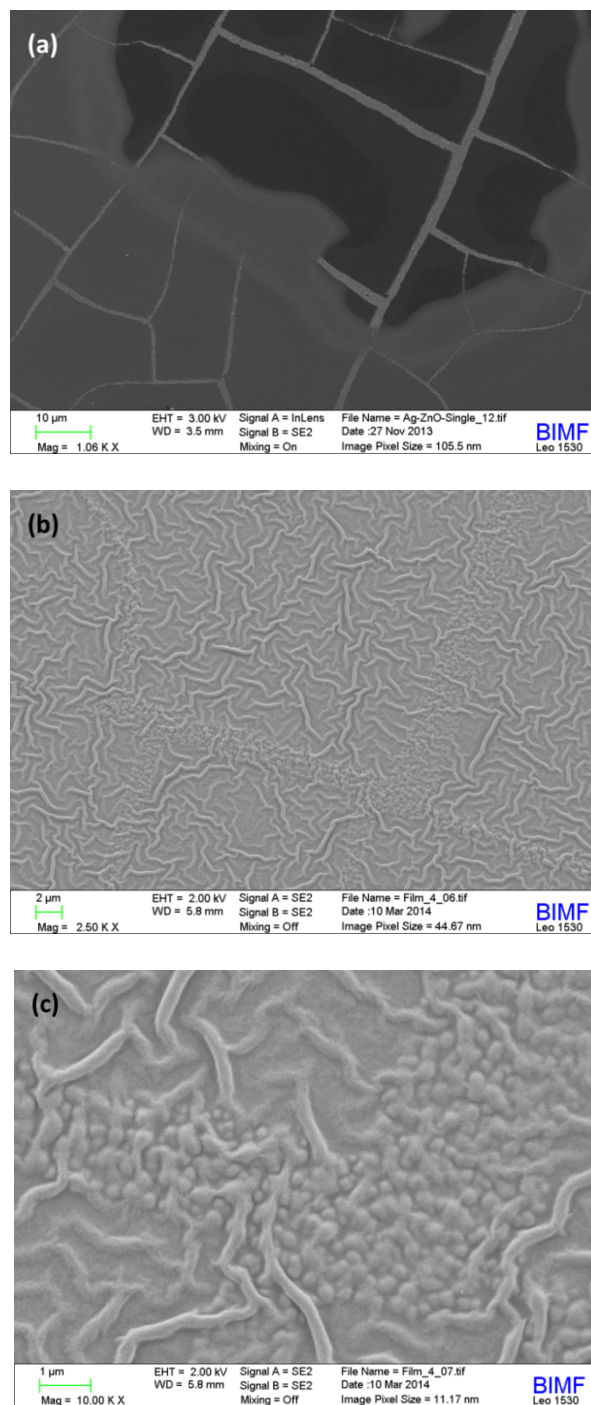 (a)
10 µm
EHT = 3.00 kV Signal A = InLens File Name = Ag-ZnO-Single_12.tif
WD = 3.5 mm Signal B = SE2 Date :27 Nov 2013 BIMF
Mag = 1.06 K X Mixing = On Image Pixel Size = 105.5 nm Leo 1530
(b)
2 µm
EHT = 2.00 kV Signal A = SE2 File Name = Film_4_06.tif
WD = 5.8 mm Signal B = SE2 Date :10 Mar 2014 BIMF
Mag = 2.50 K X Mixing = Off Image Pixel Size = 44.67 nm Leo 1530
(c)
1 µm
EHT = 2.00 kV Signal A = SE2 File Name = Film_4_07.tif
WD = 5.8 mm Signal B = SE2 Date :10 Mar 2014 BIMF
Mag = 10.00 K X Mixing = Off Image Pixel Size = 11.17 nm Leo 1530